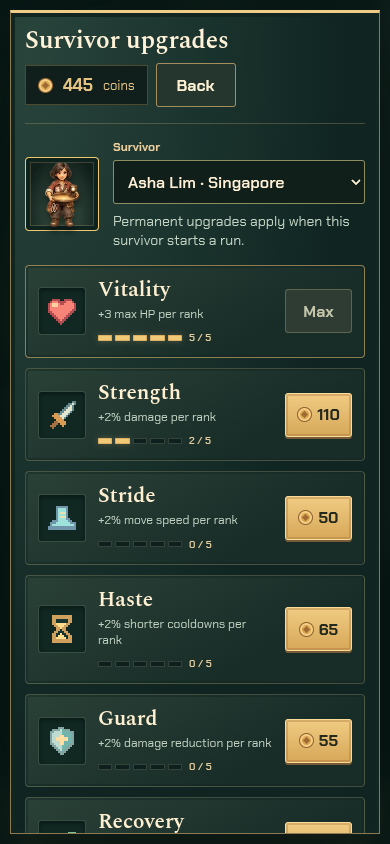 Survivor upgrades
445 coins
Back
Survivor
Asha Lim · Singapore
Permanent upgrades apply when this
survivor starts a run.
Vitality
+3 max HP per rank
5 / 5
Max
Strength
+2% damage per rank
2 / 5
110
Stride
+2% move speed per rank
0 / 5
50
Haste
+2% shorter cooldowns per
rank
0 / 5
65
Guard
+2% damage reduction per rank
0 / 5
55
Recovery